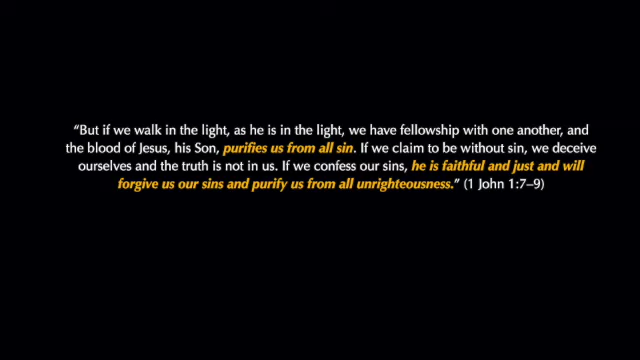 “But if we walk in the light, as he is in the light, we have fellowship with one another, and
the blood of Jesus, his Son, purifies us from all sin. If we claim to be without sin, we deceive
ourselves and the truth is not in us. If we confess our sins, he is faithful and just and will
forgive us our sins and purify us from all unrighteousness.” (1 John 1:7–9)